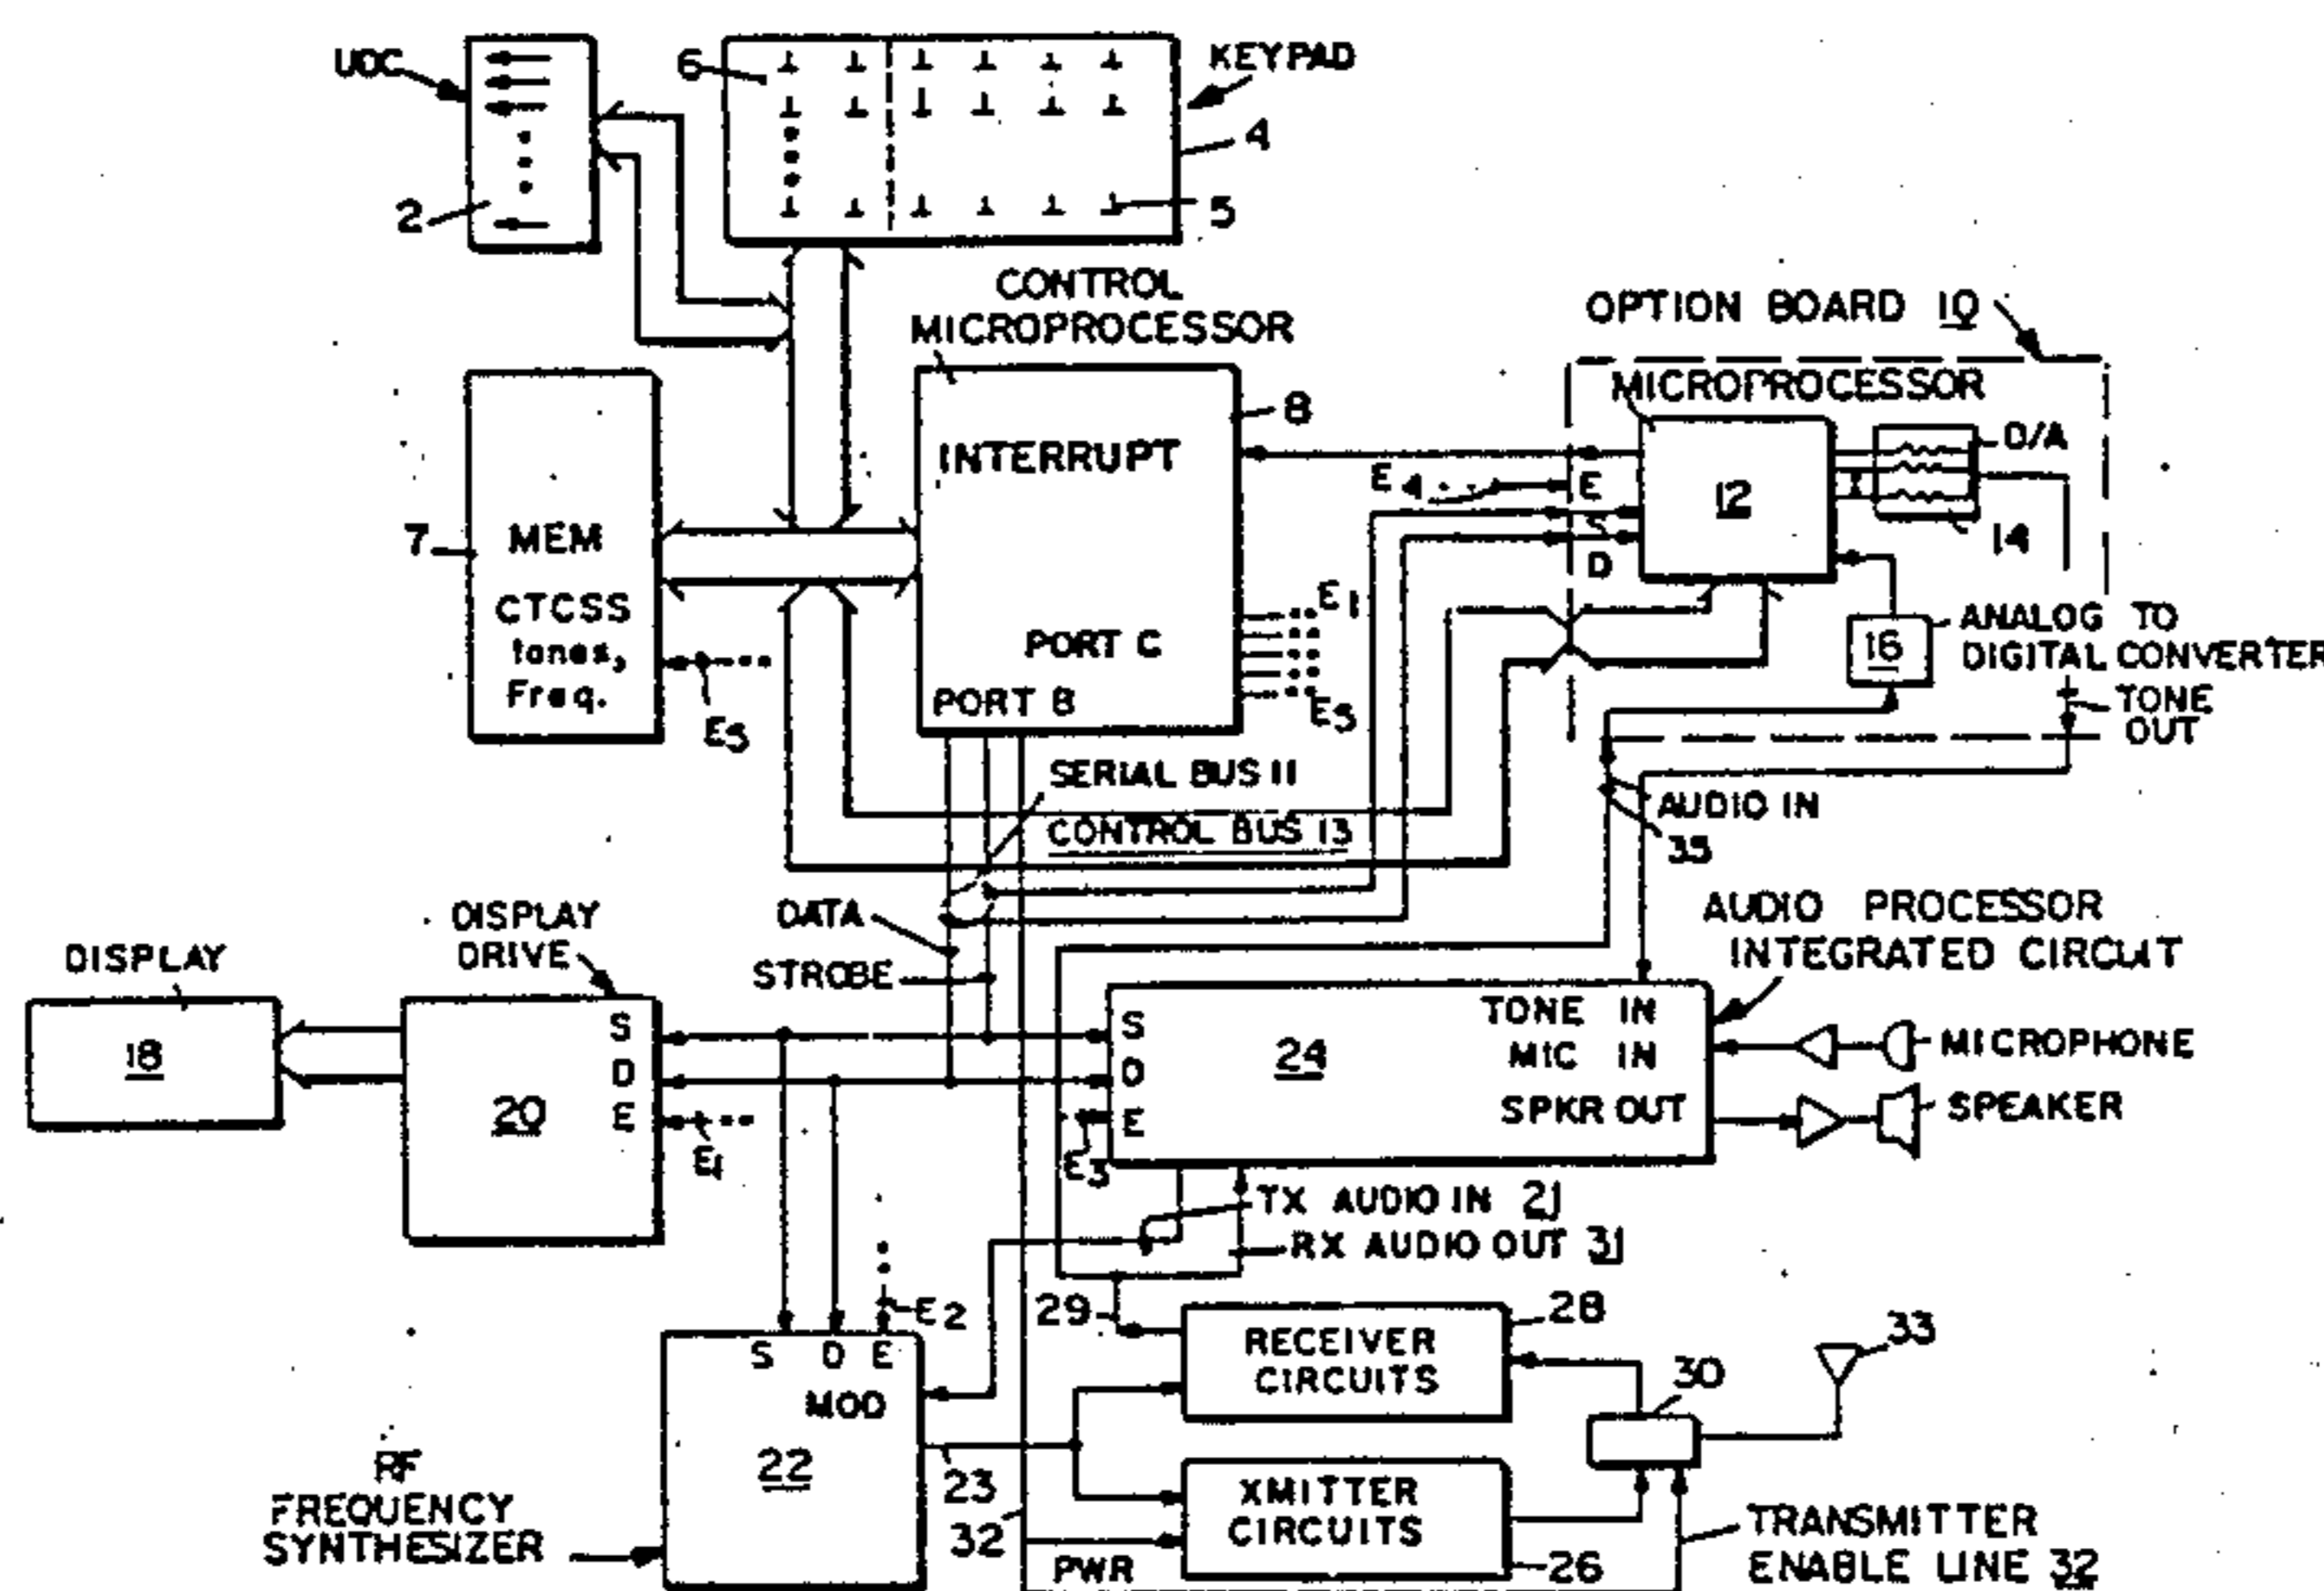 UOC
2
6
KEYPAD
4
5
CONTROL
MICROPROCESSOR
8
INTERRUPT
PORT C
PORT B
E1
E5
7
MEM
CTCSS
tones,
Freq.
E5
OPTION BOARD 10
MICROPROCESSOR
E4
E
S
D
12
D/A
14
16
ANALOG TO
DIGITAL CONVERTER
TONE
OUT
AUDIO IN
35
SERIAL BUS 11
CONTROL BUS 13
DATA
STROBE
DISPLAY
18
DISPLAY
DRIVE
20
S
D
E
E1
AUDIO PROCESSOR
INTEGRATED CIRCUIT
S
D
E
E3
24
TONE IN
MIC IN
SPKR OUT
MICROPHONE
SPEAKER
TX AUDIO IN 21
RX AUDIO OUT 31
29
E2
S D E
MOD
22
RF
FREQUENCY
SYNTHESIZER
23
32
PWR
RECEIVER
CIRCUITS
28
XMITTER
CIRCUITS
26
30
33
TRANSMITTER
ENABLE LINE 32